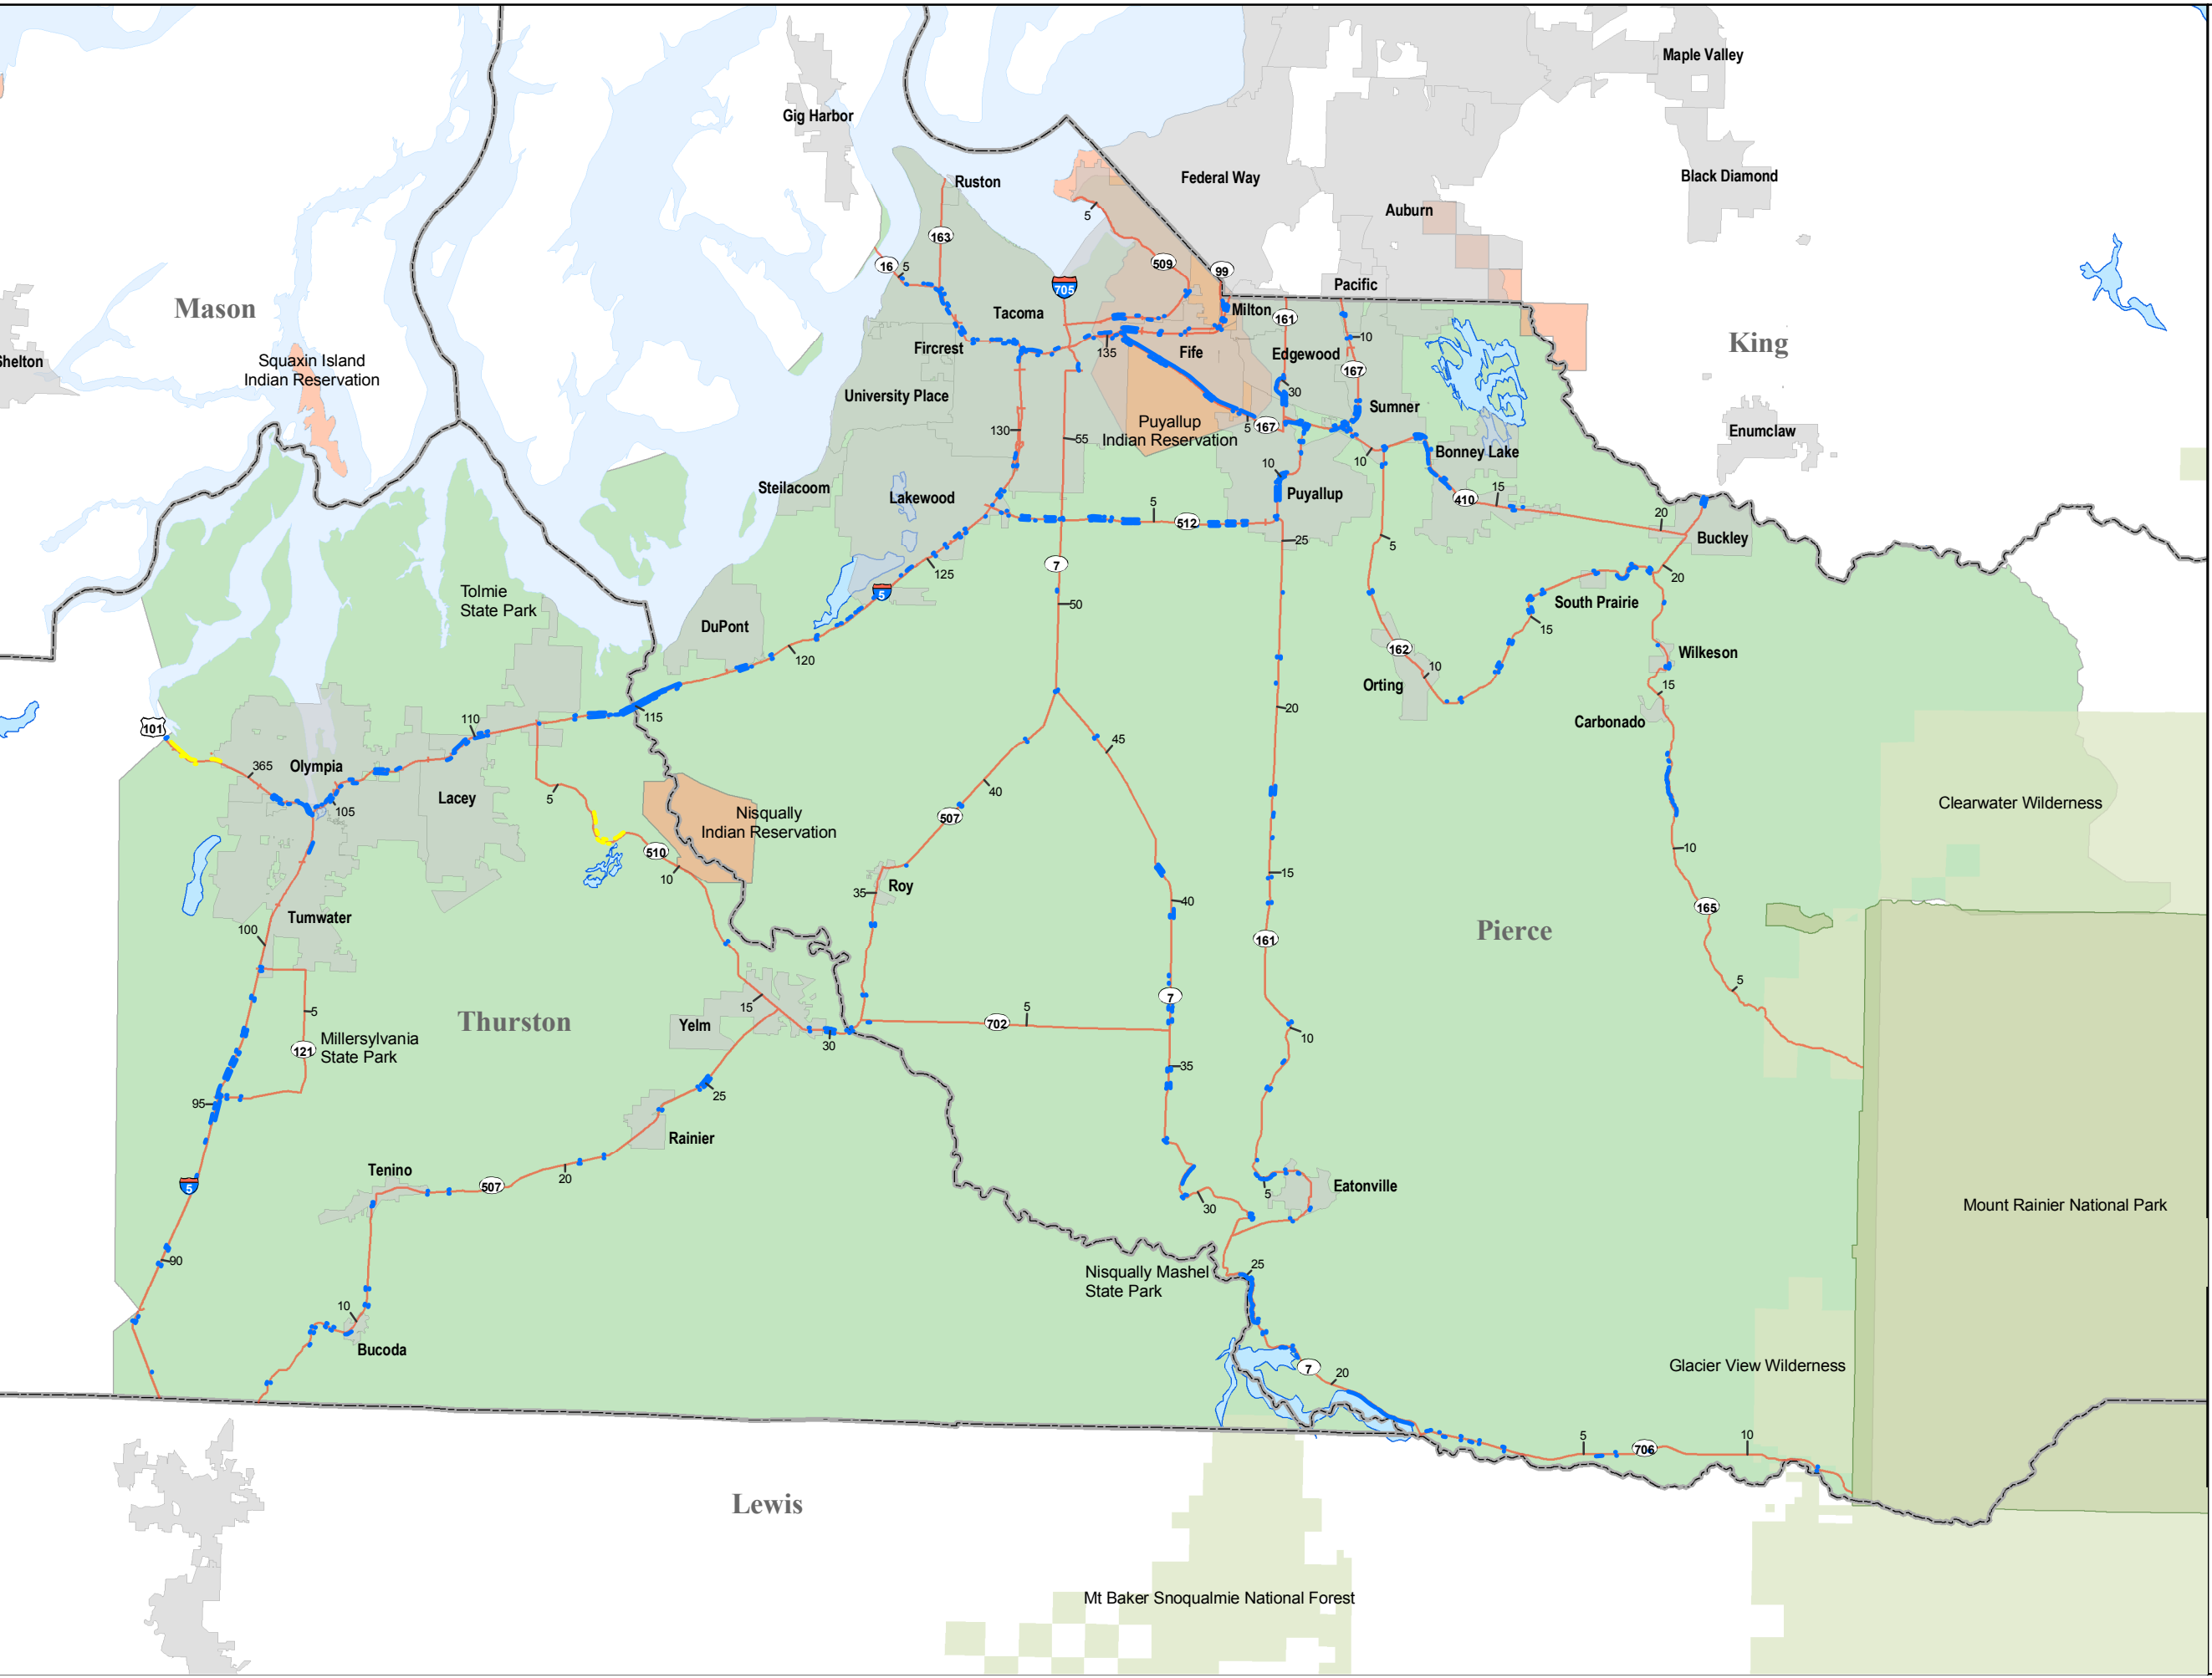 Maple Valley
Gig Harbor
Ruston
Federal Way
Black Diamond
5
Auburn
163
16
5
509
99
705
Pacific
Mason
Tacoma
Milton
161
King
Shelton
Squaxin Island
Indian Reservation
Fircrest
135
Fife
Edgewood
10
167
30
University Place
Sumner
130
55
Puyallup
Indian Reservation
5
167
Enumclaw
Bonney Lake
10
10
Steilacoom
Lakewood
Puyallup
410
15
5
512
20
Buckley
25
5
7
125
20
Tolmie
State Park
5
50
South Prairie
DuPont
15
120
162
Wilkeson
10
Orting
15
Carbonado
115
20
110
101
45
365
Olympia
Lacey
5
40
Clearwater Wilderness
105
Nisqually
Indian Reservation
507
510
10
10
15
35
Roy
40
165
Tumwater
100
161
Pierce
5
7
15
5
5
Thurston
Yelm
702
Millersylvania
State Park
121
30
10
35
95
25
Rainier
Tenino
20
507
5
5
Eatonville
30
Mount Rainier National Park
90
25
Nisqually Mashel
State Park
10
Bucoda
7
20
Glacier View Wilderness
5
706
10
Lewis
Mt Baker Snoqualmie National Forest